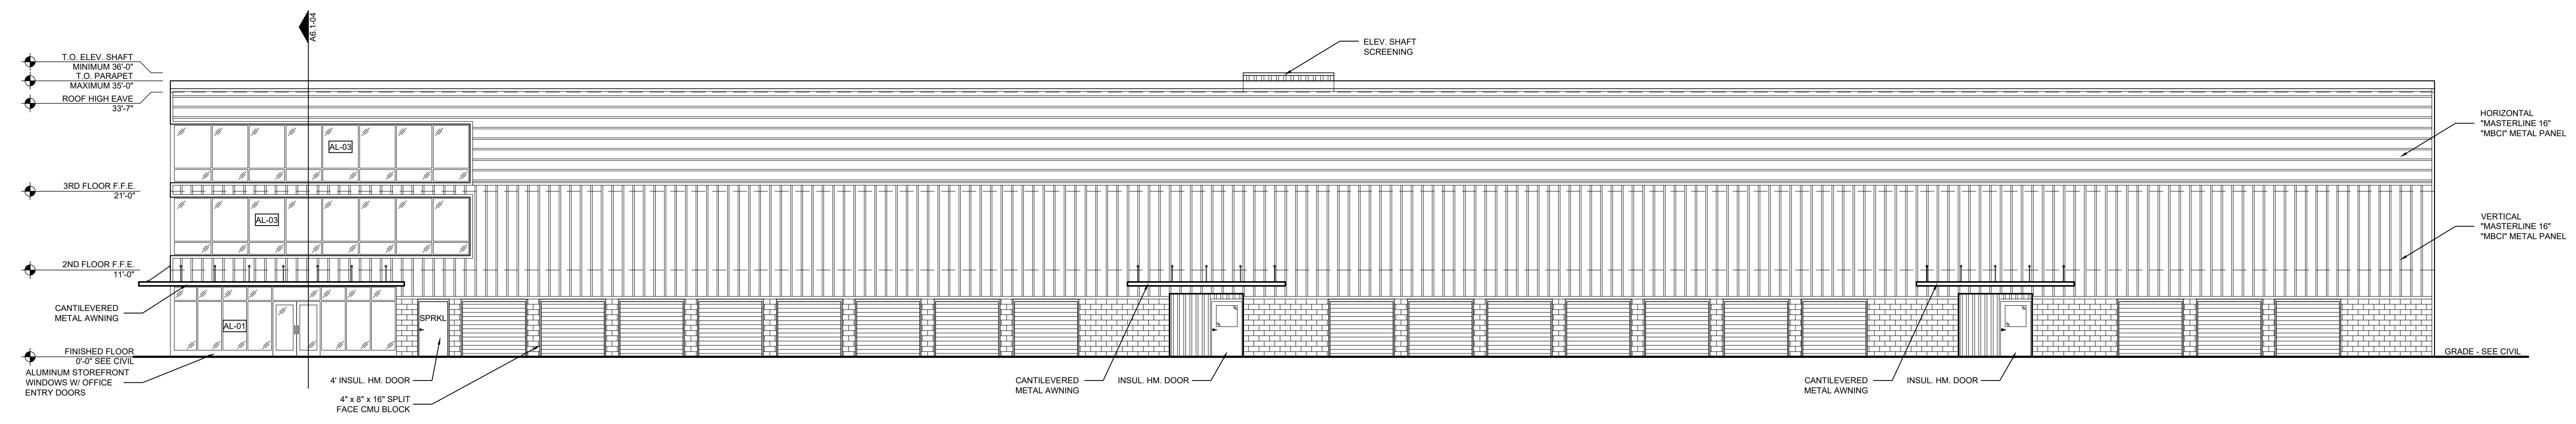 A6.1-04
T.O. ELEV. SHAFT
MINIMUM 36'-0"
T.O. PARAPET
MAXIMUM 35'-0"
ROOF HIGH EAVE
33'-7"
3RD FLOOR F.F.E.
21'-0"
2ND FLOOR F.F.E.
11'-0"
CANTILEVERED
METAL AWNING
FINISHED FLOOR
0'-0" SEE CIVIL
ALUMINUM STOREFRONT
WINDOWS W/ OFFICE
ENTRY DOORS
AL-03
AL-03
AL-01
SPRKL
4' INSUL. HM. DOOR
4" x 8" x 16" SPLIT
FACE CMU BLOCK
ELEV. SHAFT
SCREENING
CANTILEVERED
METAL AWNING
INSUL. HM. DOOR
CANTILEVERED
METAL AWNING
INSUL. HM. DOOR
HORIZONTAL
"MASTERLINE 16"
"MBCI" METAL PANEL
VERTICAL
"MASTERLINE 16"
"MBCI" METAL PANEL
GRADE - SEE CIVIL